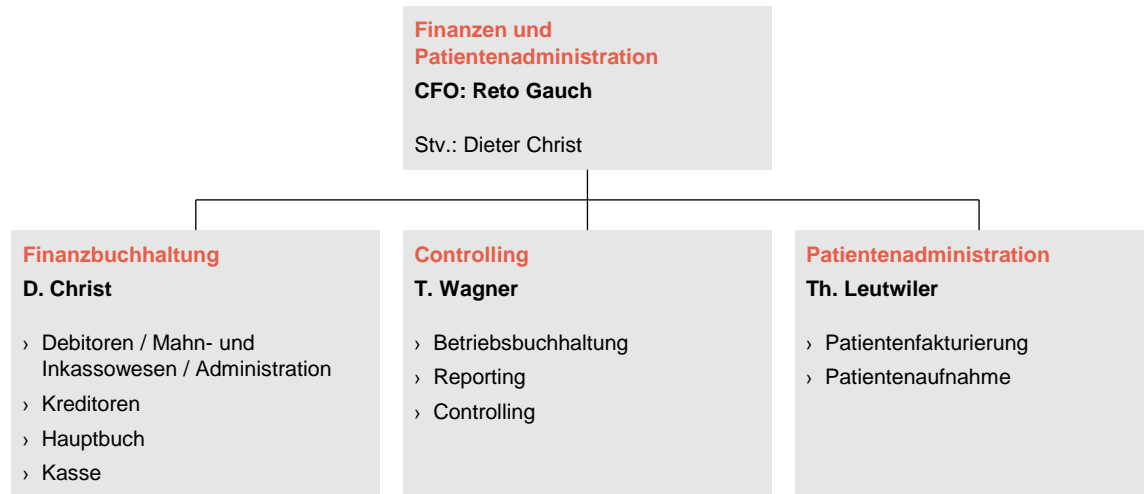 Finanzen und
Patientenadministration
CFO: Reto Gauch
Stv.: Dieter Christ
Finanzbuchhaltung
D. Christ
› Debitoren / Mahn- und
Inkassowesen / Administration
› Kreditoren
› Hauptbuch
› Kasse
Controlling
T. Wagner
› Betriebsbuchhaltung
› Reporting
› Controlling
Patientenadministration
Th. Leutwiler
› Patientenfakturierung
› Patientenaufnahme